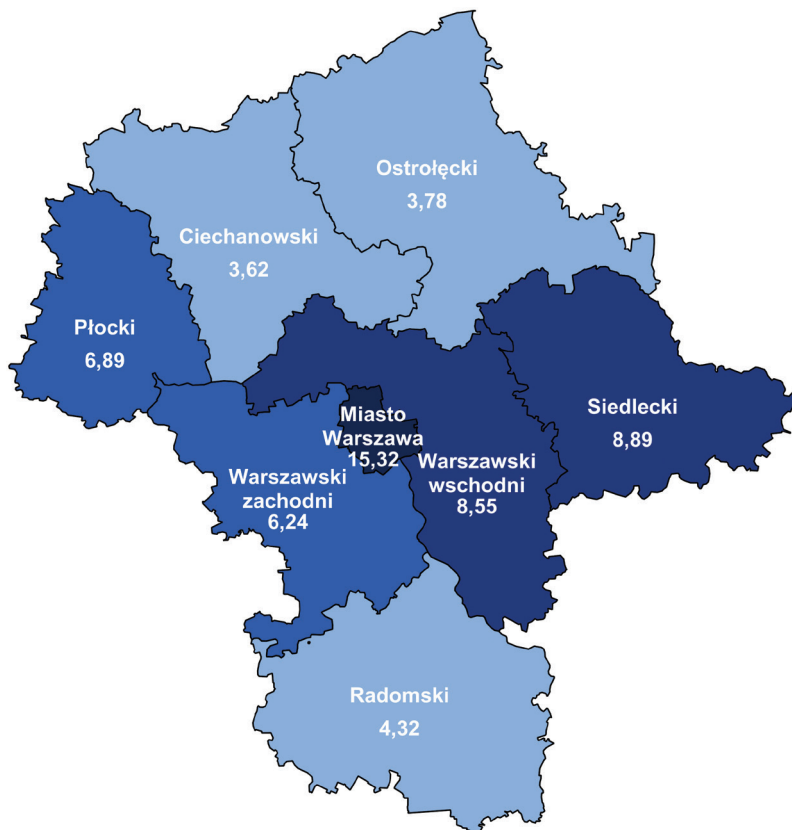 Ostrołęcki
3,78
Ciechanowski
3,62
Płocki
6,89
Miasto
Warszawa
15,32
Siedlecki
8,89
Warszawski
wschodni
8,55
Warszawski
zachodni
6,24
Radomski
4,32